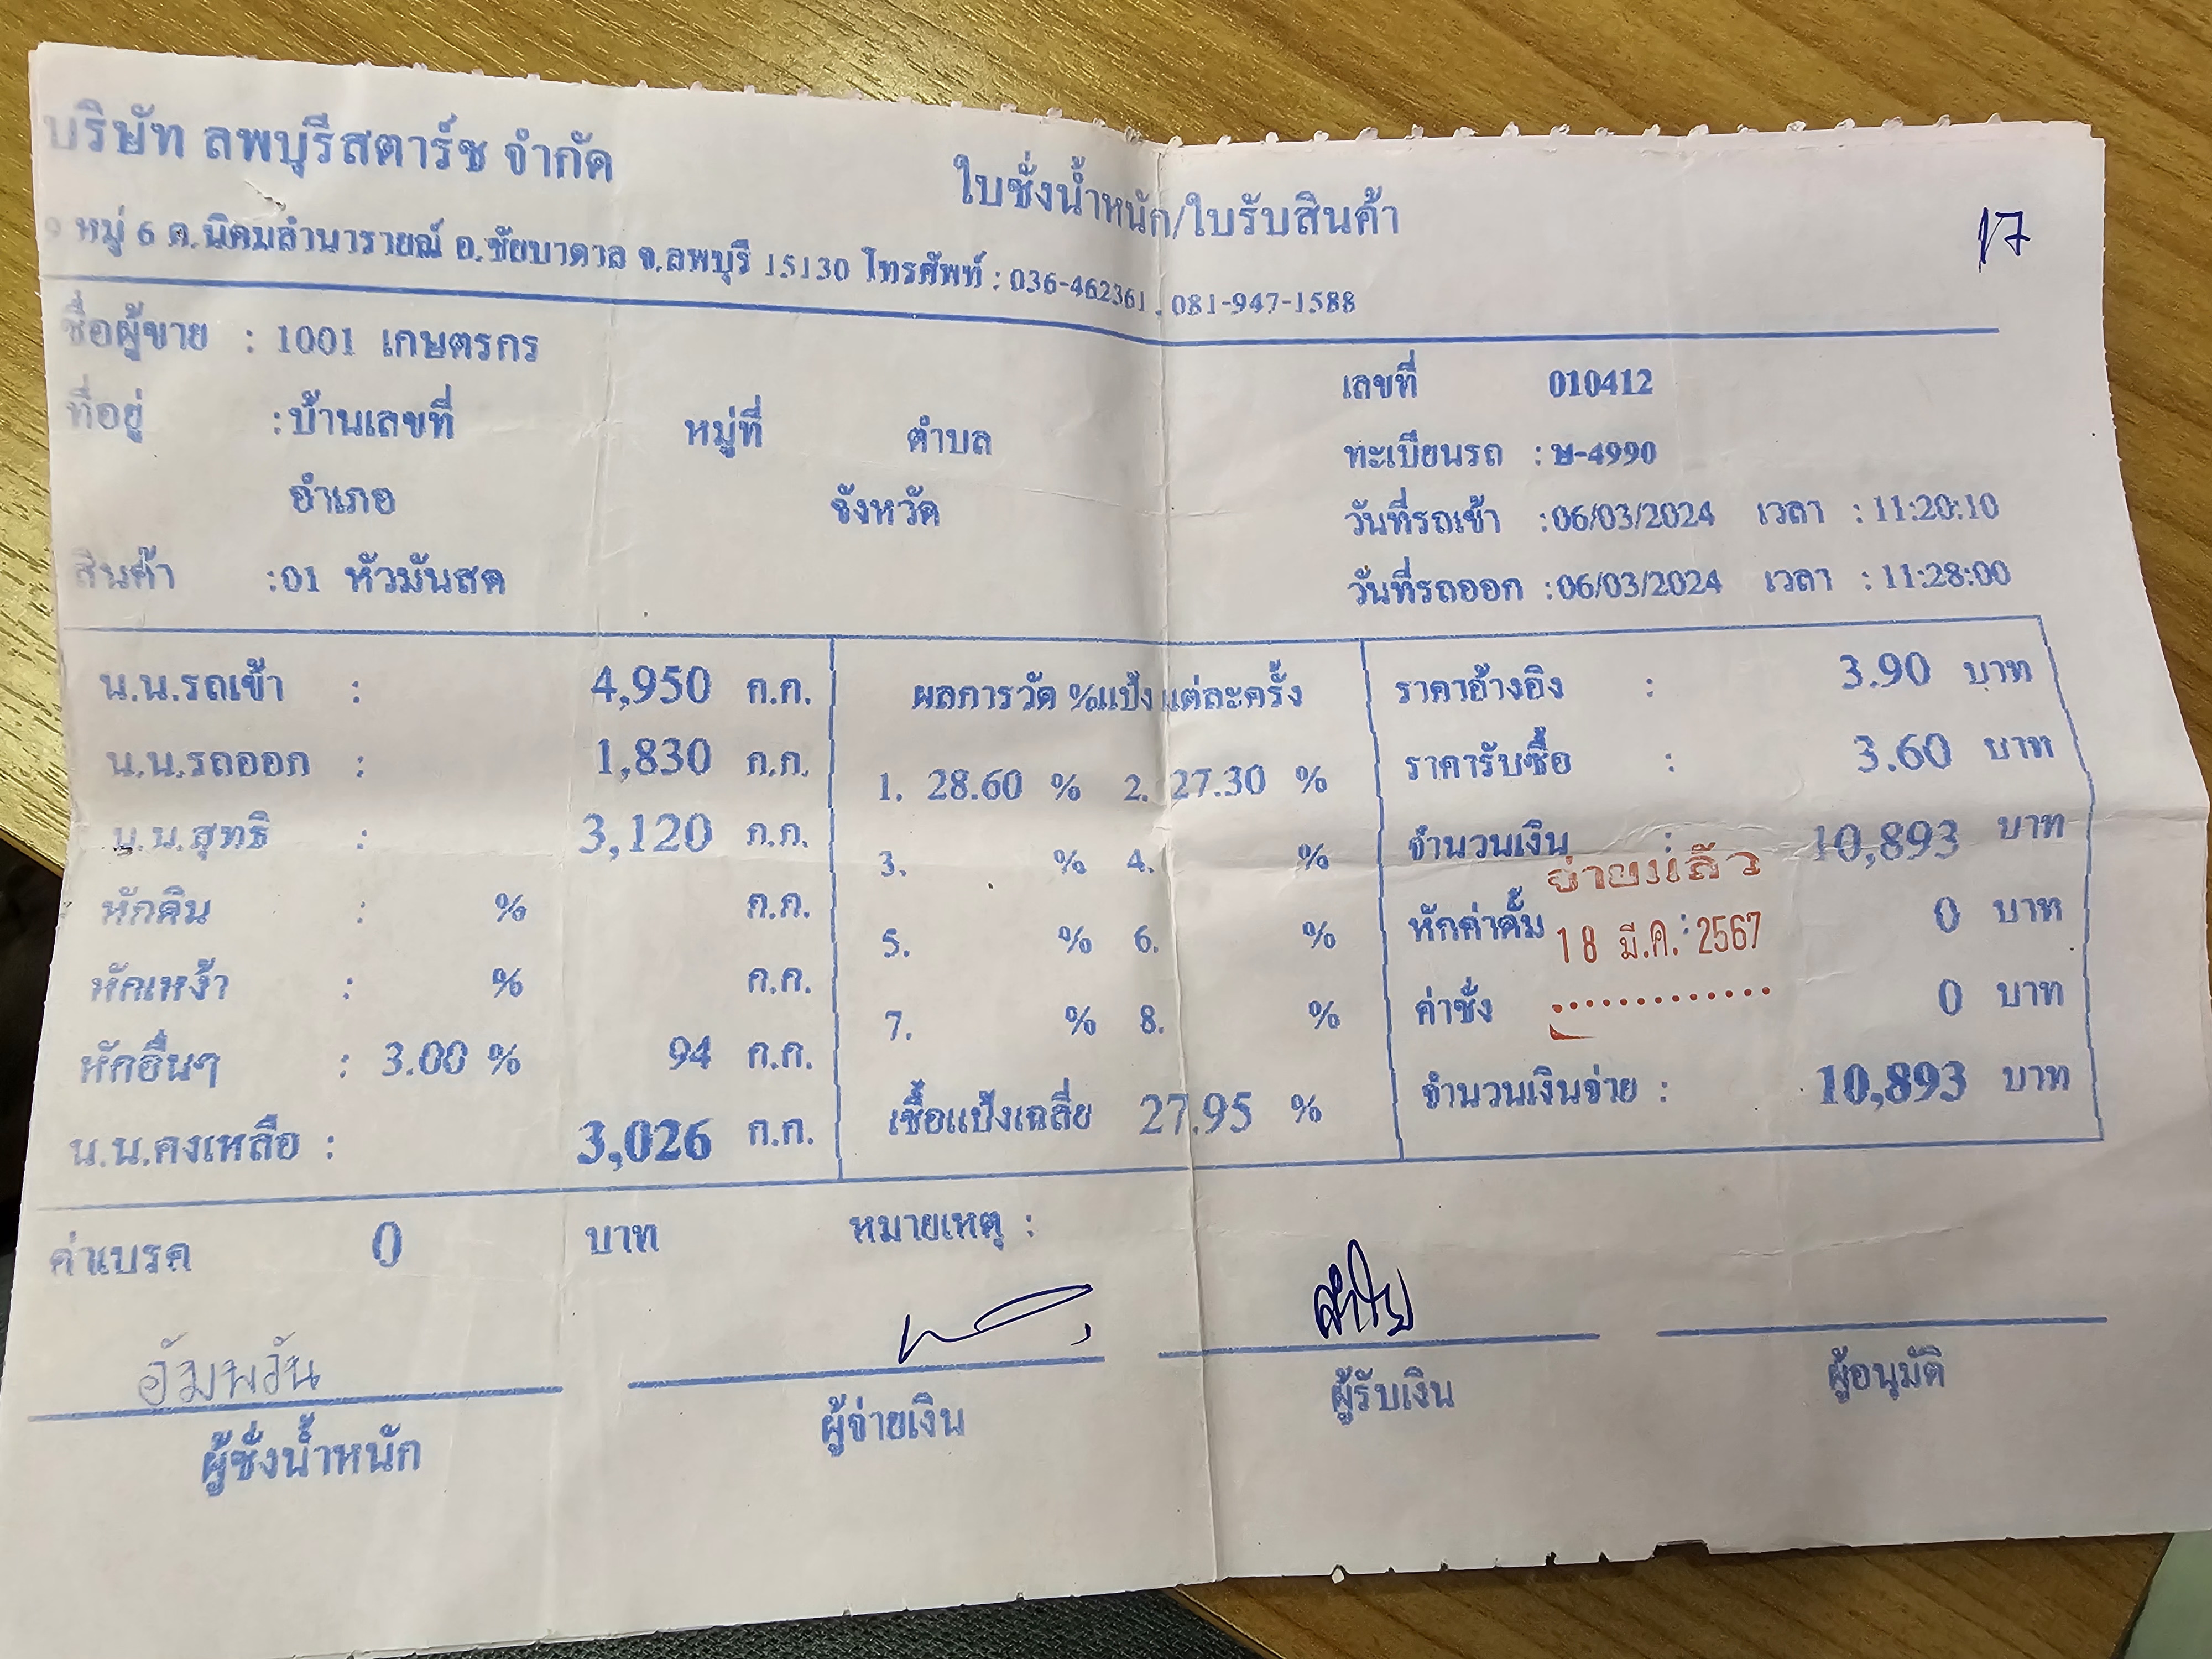 บริษัท ลพบุรีสตาร์ช จำกัด
ใบชั่งน้ำหนัก/ใบรับสินค้า
17
9 หมู่ 6 ต.นิคมลำนารายณ์ อ.ชัยบาดาล จ.ลพบุรี 15130 โทรศัพท์ : 036-462361 , 081-947-1588
ชื่อผู้ขาย : 1001 เกษตรกร
เลขที่ 010412
ที่อยู่ : บ้านเลขที่ หมู่ที่ ตำบล
ทะเบียนรถ : ษ-4990
อำเภอ จังหวัด
วันที่รถเข้า : 06/03/2024 เวลา : 11:20:10
สินค้า : 01 หัวมันสด
วันที่รถออก : 06/03/2024 เวลา : 11:28:00
น.น.รถเข้า : 4,950 ก.ก.
น.น.รถออก : 1,830 ก.ก.
น.น.สุทธิ : 3,120 ก.ก.
หักดิน : % ก.ก.
หักเหง้า : % ก.ก.
หักอื่นๆ : 3.00 % 94 ก.ก.
น.น.คงเหลือ : 3,026 ก.ก.
ผลการวัด %แป้งแต่ละครั้ง
1. 28.60 % 2. 27.30 %
3. % 4. %
5. % 6. %
7. % 8. %
เชื้อแป้งเฉลี่ย 27.95 %
ราคาอ้างอิง : 3.90 บาท
ราคารับซื้อ : 3.60 บาท
จำนวนเงิน : 10,893 บาท
จ่ายแล้ว
หักค่าดั้ม : 0 บาท
18 มี.ค. 2567
ค่าชั่ง 0 บาท
.............
จำนวนเงินจ่าย : 10,893 บาท
ค่าเบรค 0 บาท หมายเหตุ :
อัมพวัน
ลำไย
ผู้ชั่งน้ำหนัก ผู้จ่ายเงิน ผู้รับเงิน ผู้อนุมัติ